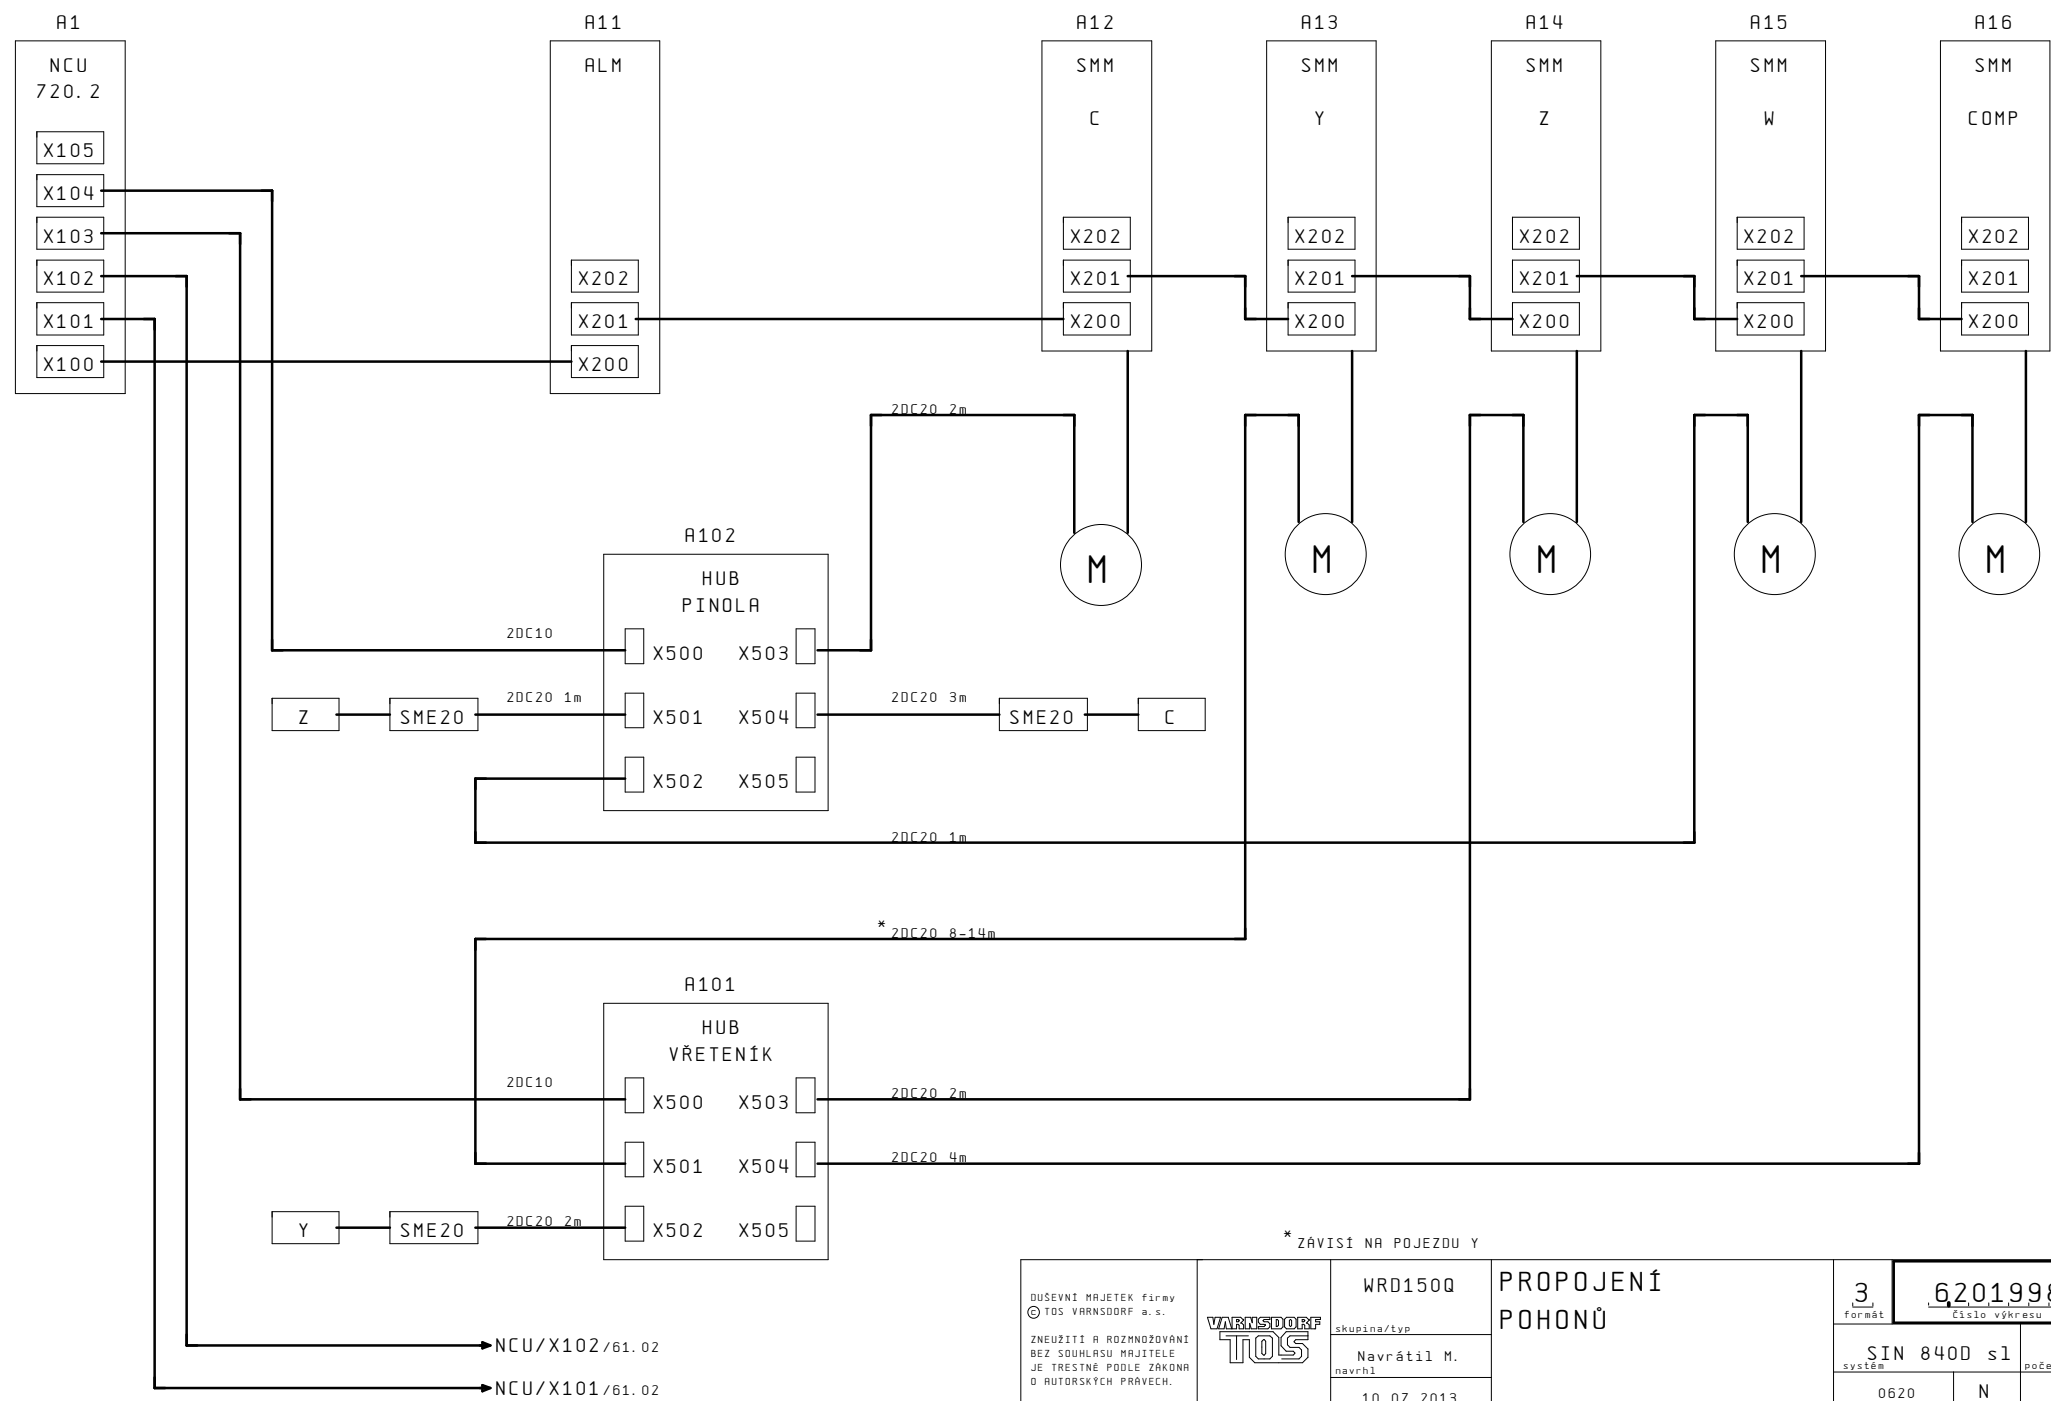 A1
A11
A12
A13
A14
A15
A16
NCU
720.2
ALM
SMM
SMM
SMM
SMM
SMM
C
Y
Z
W
COMP
X105
X104
X103
X102
X101
X100
X202
X201
X200
X202
X201
X200
X202
X201
X200
X202
X201
X200
X202
X201
X200
X202
X201
X200
2DC20 2m
M
M
M
M
M
A102
HUB
PINOLA
2DC10
X500 X503
Z
SME20
2DC20 1m
X501 X504
2DC20 3m
SME20
C
X502 X505
2DC20 1m
* 2DC20 8-14m
A101
HUB
VŘETENÍK
2DC10
X500 X503
2DC20 2m
X501 X504
2DC20 4m
Y
SME20
2DC20 2m
X502 X505
* ZÁVISÍ NA POJEZDU Y
NCU/X102/61.02
NCU/X101/61.02
DUŠEVNÍ MAJETEK firmy
© TOS VARNSDORF a.s.
ZNEUŽITÍ A ROZMNOŽOVÁNÍ
BEZ SOUHLASU MAJITELE
JE TRESTNÉ PODLE ZÁKONA
O AUTORSKÝCH PRÁVECH.
VARNSDORF
TOS
WRD150Q
skupina/typ
Navrátil M.
navrhl
10.07.2013
PROPOJENÍ
POHONŮ
3
formát
6201998
číslo výkresu
SIN 840D sl
systém
poče
0620
N